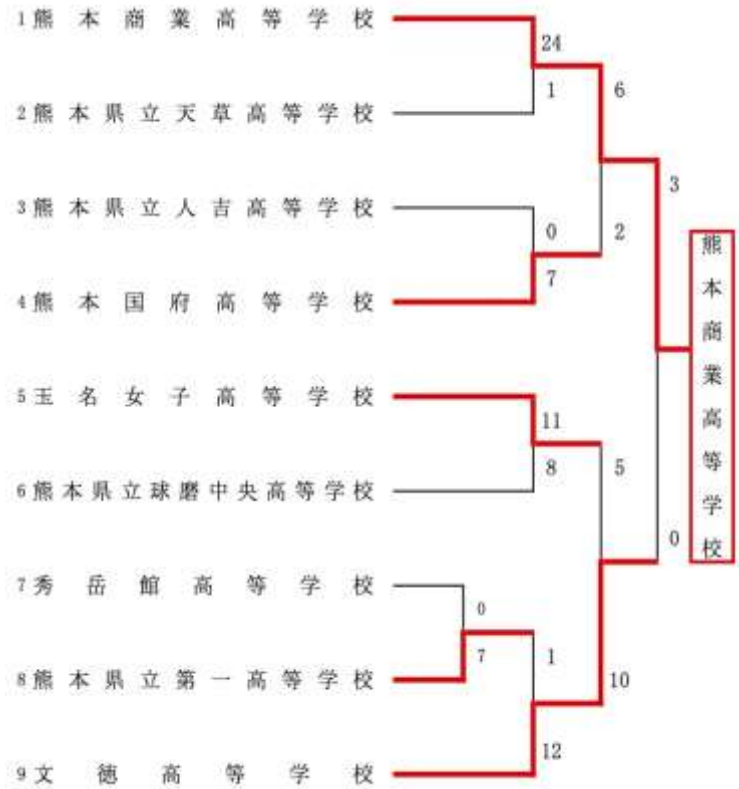 1 熊本商業高等学校
24
1
6
2 熊本県立天草高等学校
3
3 熊本県立人吉高等学校
0
2
7
4 熊本国府高等学校
熊本商業高等学校
5 玉名女子高等学校
11
8
5
6 熊本県立球磨中央高等学校
0
7 秀岳館高等学校
0
7
1
8 熊本県立第一高等学校
10
12
9 文徳高等学校